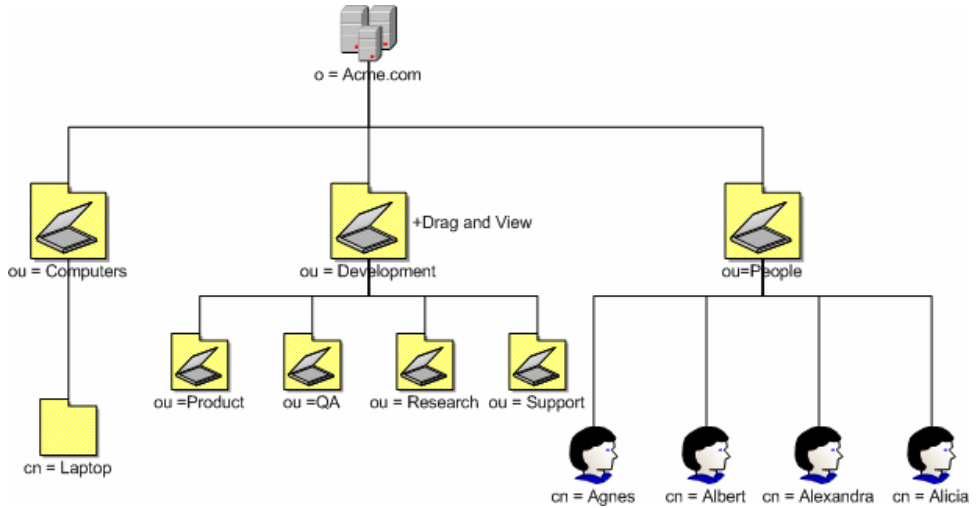 o = Acme.com
+Drag and View
ou = Computers
ou = Development
ou=People
ou =Product
ou =QA
ou = Research
ou = Support
cn = Laptop
cn = Agnes
cn = Albert
cn = Alexandra
cn = Alicia